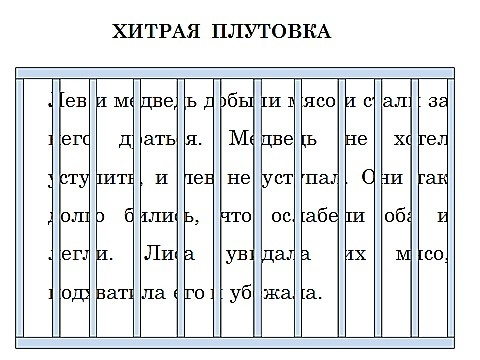 ХИТРАЯ ПЛУТОВКА
Лев и медведь добыли мясо и стали за
него драться. Медведь не хотел
уступить, и лев не уступал. Они так
долго бились, что ослабели оба и
легли. Лиса увидала их мясо,
подхватила его и убежала.